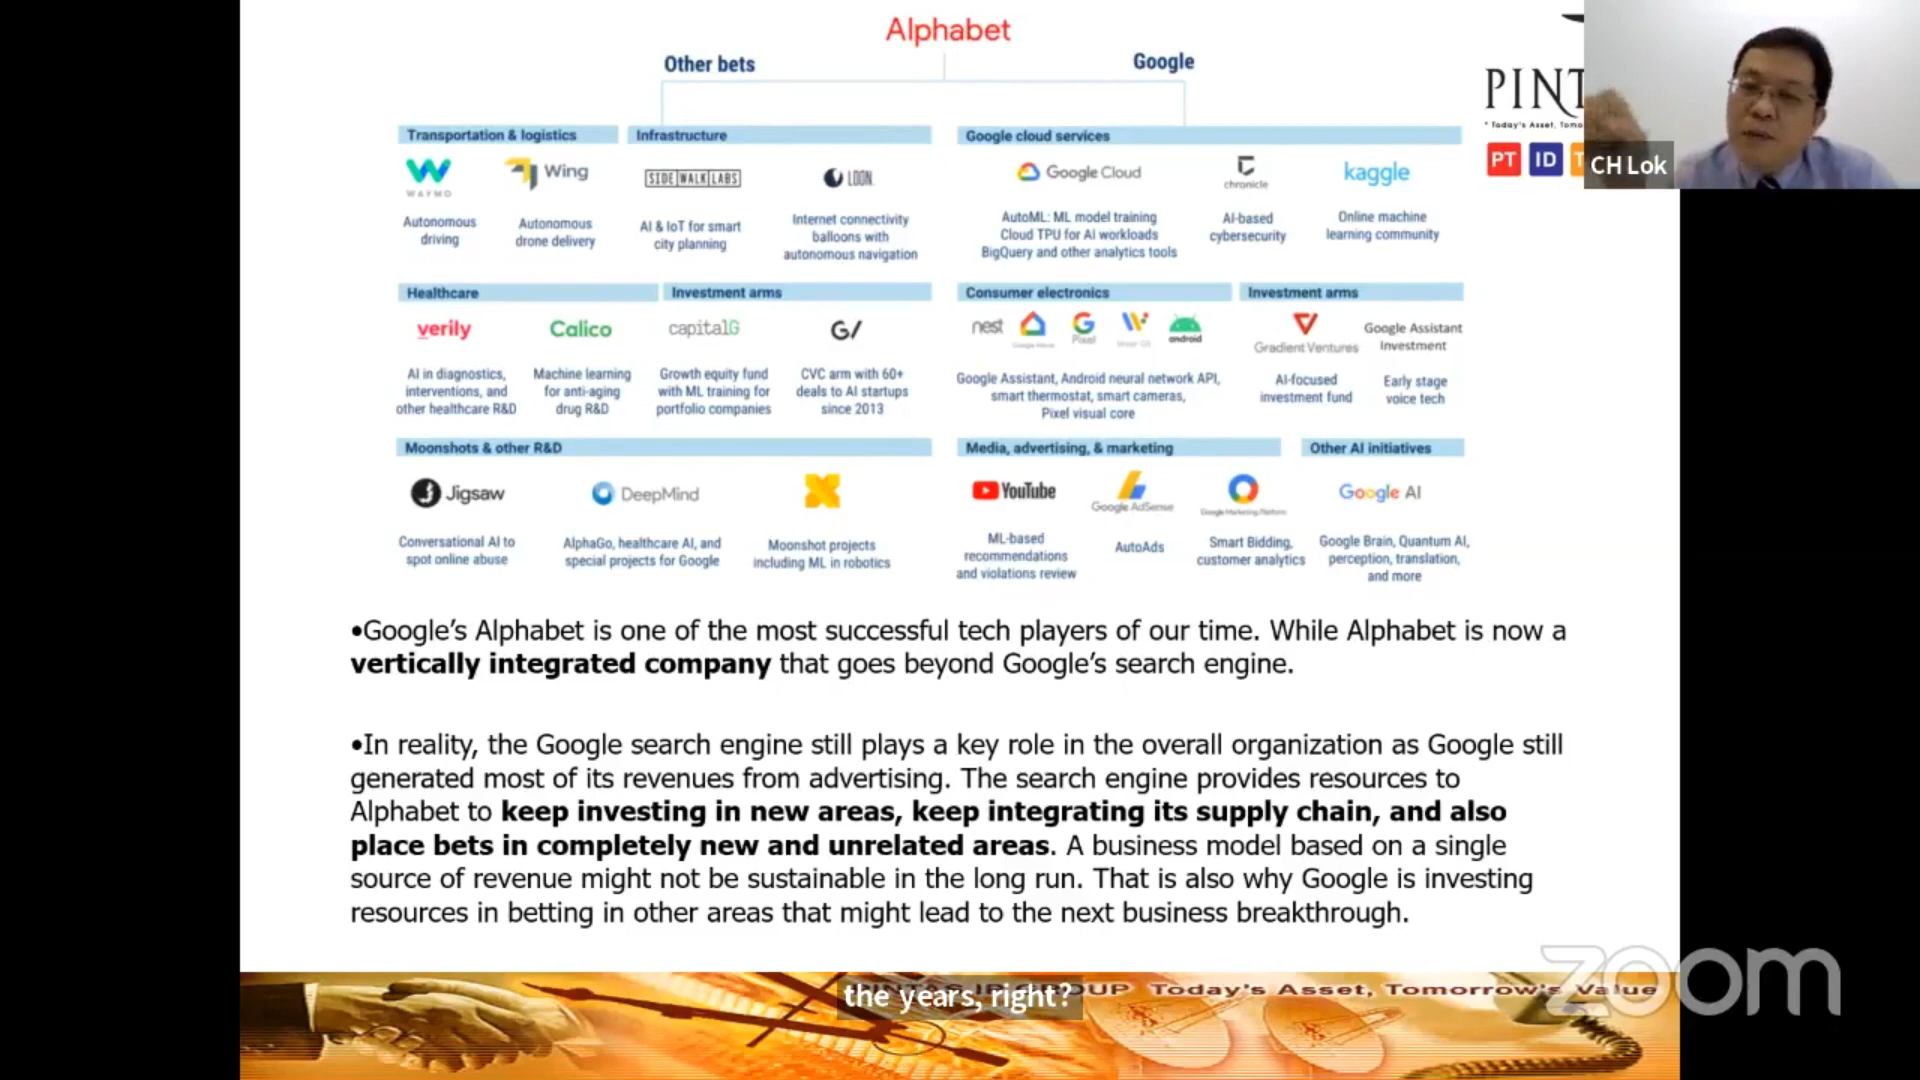 Alphabet
Other bets
Google
PINT
* Today's Asset, Tomo
PT ID T
CH Lok
Transportation & logistics
Infrastructure
Google cloud services
WAYMO
Wing
SIDE WALK LABS
LOON
Google Cloud
chronicle
kaggle
Autonomous
driving
Autonomous
drone delivery
AI & IoT for smart
city planning
Internet connectivity
balloons with
autonomous navigation
AutoML: ML model training
Cloud TPU for AI workloads
BigQuery and other analytics tools
AI-based
cybersecurity
Online machine
learning community
Healthcare
Investment arms
Consumer electronics
Investment arms
verily
Calico
capitalG
G/
nest
Google Home
Pixel
Wear OS
android
Gradient Ventures
Google Assistant
Investment
AI in diagnostics,
interventions, and
other healthcare R&D
Machine learning
for anti-aging
drug R&D
Growth equity fund
with ML training for
portfolio companies
CVC arm with 60+
deals to AI startups
since 2013
Google Assistant, Android neural network API,
smart thermostat, smart cameras,
Pixel visual core
AI-focused
investment fund
Early stage
voice tech
Moonshots & other R&D
Media, advertising, & marketing
Other AI initiatives
Jigsaw
DeepMind
YouTube
Google AdSense
Google Marketing Platform
Google AI
Conversational AI to
spot online abuse
AlphaGo, healthcare AI, and
special projects for Google
Moonshot projects
including ML in robotics
ML-based
recommendations
and violations review
AutoAds
Smart Bidding,
customer analytics
Google Brain, Quantum AI,
perception, translation,
and more
•Google's Alphabet is one of the most successful tech players of our time. While Alphabet is now a
vertically integrated company that goes beyond Google's search engine.
•In reality, the Google search engine still plays a key role in the overall organization as Google still
generated most of its revenues from advertising. The search engine provides resources to
Alphabet to keep investing in new areas, keep integrating its supply chain, and also
place bets in completely new and unrelated areas. A business model based on a single
source of revenue might not be sustainable in the long run. That is also why Google is investing
resources in betting in other areas that might lead to the next business breakthrough.
zoom
the years, right?
Today's Asset, Tomorrow's Value